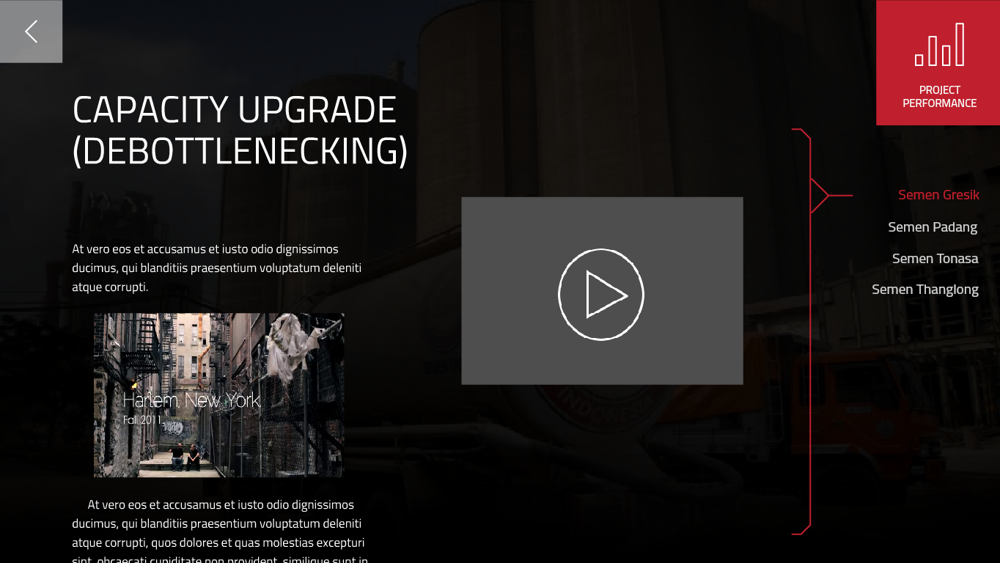 PROJECT
PERFORMANCE
CAPACITY UPGRADE
(DEBOTTLENECKING)
Semen Gresik
Semen Padang
Semen Tonasa
Semen Thanglong
At vero eos et accusamus et iusto odio dignissimos
ducimus, qui blanditiis praesentium voluptatum deleniti
atque corrupti.
Harlem, New York.
Fall 2011.
INDONESIA
At vero eos et accusamus et iusto odio dignissimos
ducimus, qui blanditiis praesentium voluptatum deleniti
atque corrupti, quos dolores et quas molestias excepturi
sint, obcaecati cupiditate non provident, similique sunt in